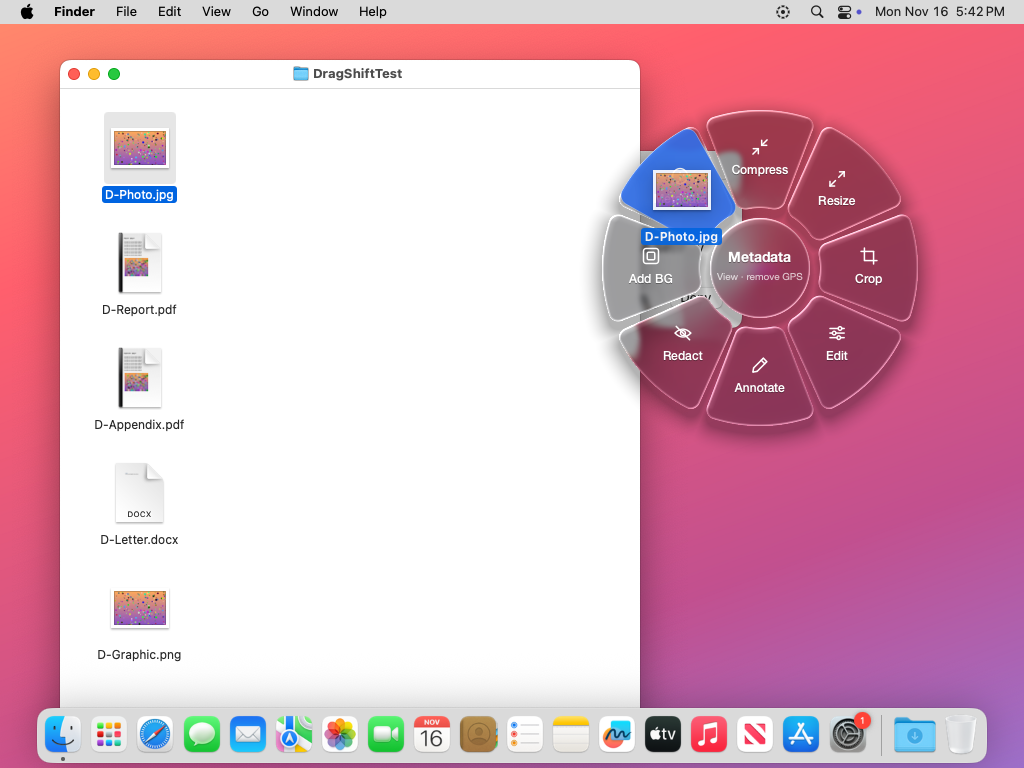 Finder File Edit View Go Window Help Mon Nov 16 5:42 PM
DragShiftTest
D-Photo.jpg
D-Report.pdf
D-Appendix.pdf
DOCX
D-Letter.docx
D-Graphic.png
Compress
Resize
D-Photo.jpg
Metadata
View · remove GPS
Add BG
Crop
Redact
Edit
Annotate
NOV
16
tv
1